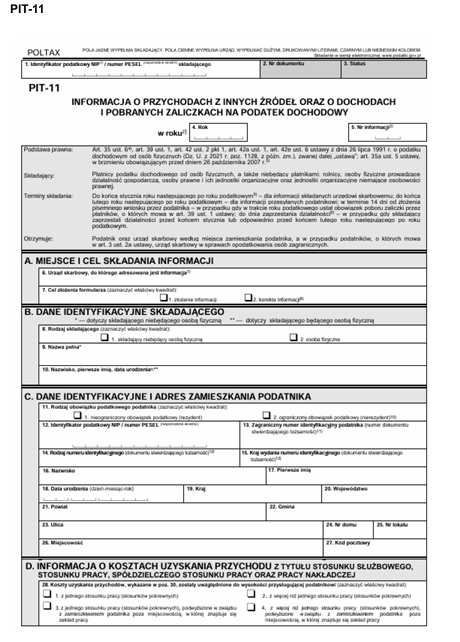 PIT-11
POLTAX POLA JASNE WYPEŁNIA SKŁADAJĄCY, POLA CIEMNE WYPEŁNIA URZĄD. WYPEŁNIAĆ DUŻYMI, DRUKOWANYMI LITERAMI, CZARNYM LUB NIEBIESKIM KOLOREM.
Składanie w wersji elektronicznej: www.podatki.gov.pl
1. Identyfikator podatkowy NIP / numer PESEL (niepotrzebne skreślić) składającego
2. Nr dokumentu
3. Status
PIT-11
INFORMACJA O PRZYCHODACH Z INNYCH ŹRÓDEŁ ORAZ O DOCHODACH
I POBRANYCH ZALICZKACH NA PODATEK DOCHODOWY
w roku2)
4. Rok
5. Nr informacji3)
Podstawa prawna: Art. 35 ust. 64), art. 39 ust. 1, art. 42 ust. 2 pkt 1, art. 42a ust. 1, art. 42e ust. 6 ustawy z dnia 26 lipca 1991 r. o podatku
dochodowym od osób fizycznych (Dz. U. z 2021 r. poz. 1128, z późn. zm.), zwanej dalej „ustawą”; art. 35a ust. 5 ustawy,
w brzmieniu obowiązującym przed dniem 26 października 2007 r.5)
Składający: Płatnicy podatku dochodowego od osób fizycznych, a także niebędący płatnikami: rolnicy, osoby fizyczne prowadzące
działalność gospodarczą, osoby prawne i ich jednostki organizacyjne oraz jednostki organizacyjne niemające osobowości
prawnej.
Terminy składania: Do końca stycznia roku następującego po roku podatkowym6) – dla informacji składanych urzędowi skarbowemu; do końca
lutego roku następującego po roku podatkowym – dla informacji przesyłanych podatnikowi; w terminie 14 dni od złożenia
pisemnego wniosku przez podatnika – w przypadku gdy w trakcie roku podatkowego ustał obowiązek poboru zaliczki przez
płatników, o których mowa w art. 39 ust. 1 ustawy; do dnia zaprzestania działalności6) – w przypadku gdy składający
zaprzestali działalności przed końcem stycznia lub odpowiednio przed końcem lutego roku następującego po roku
podatkowym.
Otrzymuje: Podatnik oraz urząd skarbowy według miejsca zamieszkania podatnika, a w przypadku podatników, o których mowa
w art. 3 ust. 2a ustawy, urząd skarbowy w sprawach opodatkowania osób zagranicznych.
A. MIEJSCE I CEL SKŁADANIA INFORMACJI
6. Urząd skarbowy, do którego adresowana jest informacja7)
7. Cel złożenia formularza (zaznaczyć właściwy kwadrat):
1. złożenie informacji 2. korekta informacji8)
B. DANE IDENTYFIKACYJNE SKŁADAJĄCEGO
* — dotyczy składającego niebędącego osobą fizyczną ** — dotyczy składającego będącego osobą fizyczną
8. Rodzaj składającego (zaznaczyć właściwy kwadrat):
1. składający niebędący osobą fizyczną 2. osoba fizyczna
9. Nazwa pełna*
10. Nazwisko, pierwsze imię, data urodzenia**
C. DANE IDENTYFIKACYJNE I ADRES ZAMIESZKANIA PODATNIKA
11. Rodzaj obowiązku podatkowego podatnika (zaznaczyć właściwy kwadrat):
1. nieograniczony obowiązek podatkowy (rezydent) 2. ograniczony obowiązek podatkowy (nierezydent)10)
12. Identyfikator podatkowy NIP / numer PESEL (niepotrzebne skreślić)
13. Zagraniczny numer identyfikacyjny podatnika (numer dokumentu
stwierdzającego tożsamość)11)
14. Rodzaj numeru identyfikacyjnego (dokumentu stwierdzającego tożsamość)12)
15. Kraj wydania numeru identyfikacyjnego (dokumentu stwierdzającego
tożsamość)12)
16. Nazwisko
17. Pierwsze imię
18. Data urodzenia (dzień-miesiąc-rok)
19. Kraj
20. Województwo
21. Powiat
22. Gmina
23. Ulica
24. Nr domu
25. Nr lokalu
26. Miejscowość
27. Kod pocztowy
D. INFORMACJA O KOSZTACH UZYSKANIA PRZYCHODU Z TYTUŁU STOSUNKU SŁUŻBOWEGO,
STOSUNKU PRACY, SPÓŁDZIELCZEGO STOSUNKU PRACY ORAZ PRACY NAKŁADCZEJ
28. Koszty uzyskania przychodów, wykazane w poz. 30, zostały uwzględnione do wysokości przysługującej podatnikowi (zaznaczyć właściwy kwadrat):
1. z jednego stosunku pracy (stosunków pokrewnych)
2. z więcej niż jednego stosunku pracy (stosunków pokrewnych)
3. z jednego stosunku pracy (stosunków pokrewnych), podwyższone w związku
z zamieszkiwaniem podatnika poza miejscowością, w której znajduje się
zakład pracy
4. z więcej niż jednego stosunku pracy (stosunków pokrewnych), podwyższone w związku
z zamieszkiwaniem podatnika poza miejscowością, w której znajduje się zakład pracy